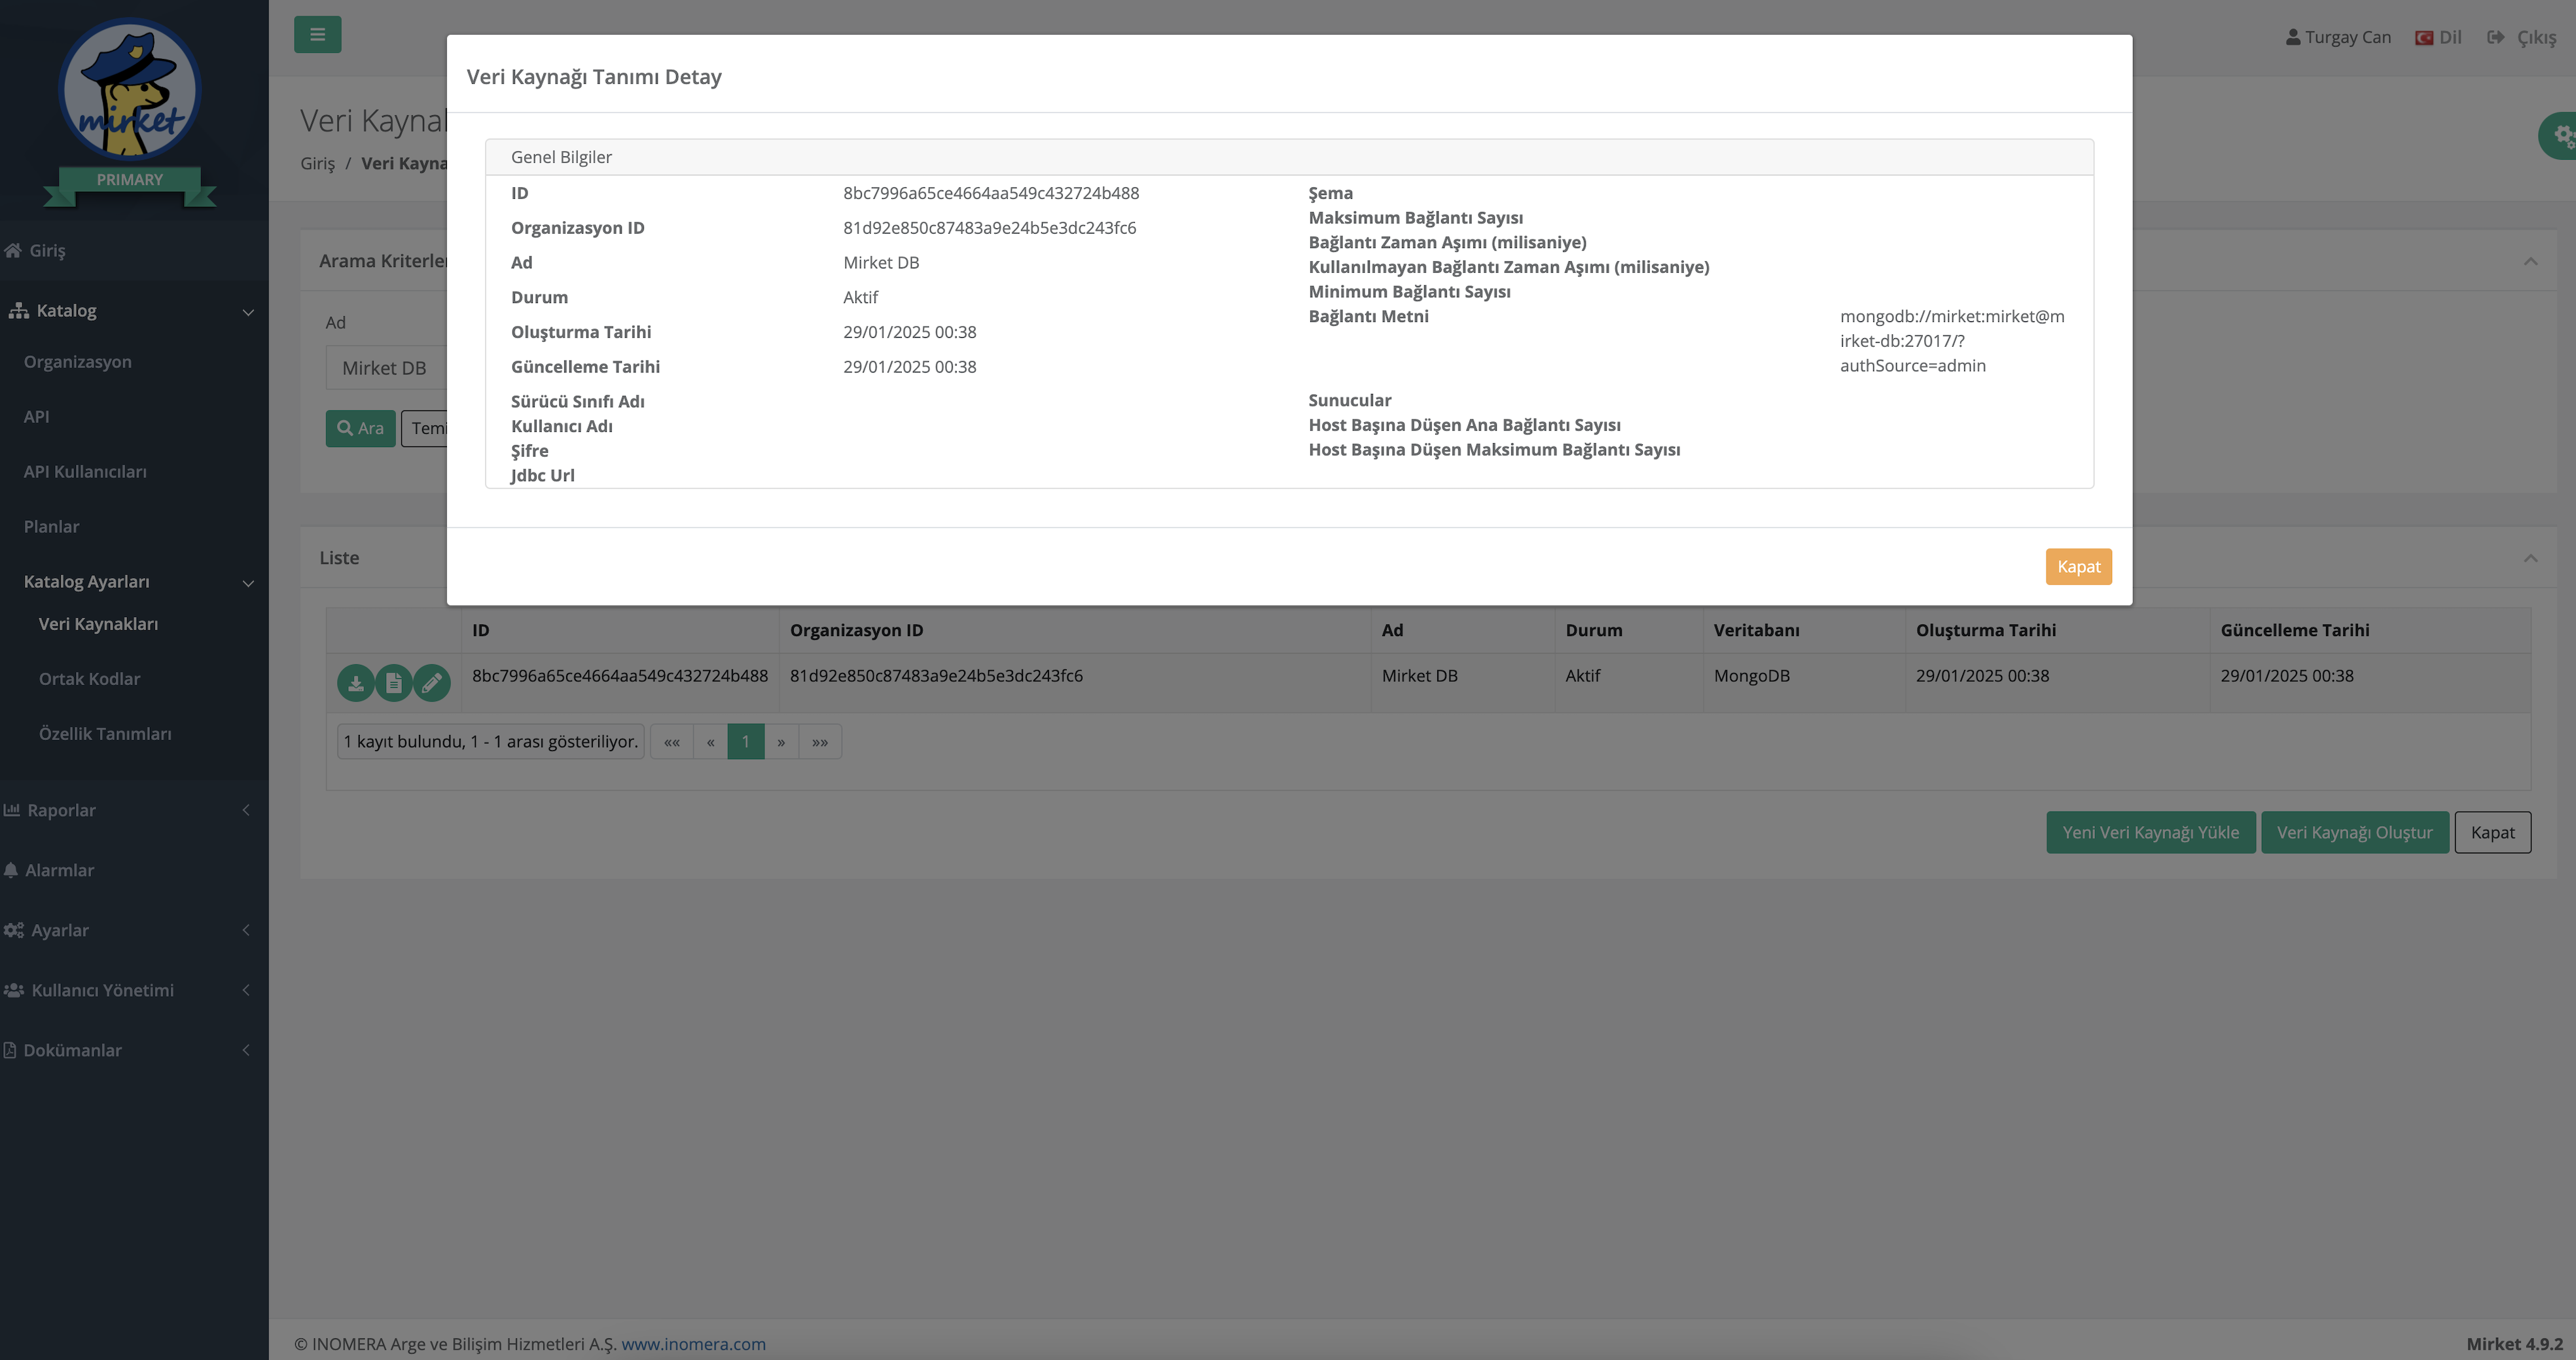 mirket
PRIMARY
Giriş
Katalog
Organizasyon
API
API Kullanıcıları
Planlar
Katalog Ayarları
Veri Kaynakları
Ortak Kodlar
Özellik Tanımları
Raporlar
Alarmlar
Ayarlar
Kullanıcı Yönetimi
Dokümanlar
Turgay Can
Dil
Çıkış
Giriş /
Ad
Mirket DB
Ara
Veri Kaynağı Tanımı Detay
Genel Bilgiler
ID 8bc7996a65ce4664aa549c432724b488
Organizasyon ID 81d92e850c87483a9e24b5e3dc243fc6
Ad Mirket DB
Durum Aktif
Oluşturma Tarihi 29/01/2025 00:38
Güncelleme Tarihi 29/01/2025 00:38
Sürücü Sınıfı Adı
Kullanıcı Adı
Şifre
Jdbc Url
Şema
Maksimum Bağlantı Sayısı
Bağlantı Zaman Aşımı (milisaniye)
Kullanılmayan Bağlantı Zaman Aşımı (milisaniye)
Minimum Bağlantı Sayısı
Bağlantı Metni mongodb://mirket:mirket@m
irket-db:27017/?
authSource=admin
Sunucular
Host Başına Düşen Ana Bağlantı Sayısı
Host Başına Düşen Maksimum Bağlantı Sayısı
Kapat
Liste
ID Organizasyon ID Ad Durum Veritabanı Oluşturma Tarihi Güncelleme Tarihi
8bc7996a65ce4664aa549c432724b488 81d92e850c87483a9e24b5e3dc243fc6 Mirket DB Aktif MongoDB 29/01/2025 00:38 29/01/2025 00:38
1 kayıt bulundu, 1 - 1 arası gösteriliyor. «« « 1 » »»
Yeni Veri Kaynağı Yükle Veri Kaynağı Oluştur Kapat
© INOMERA Arge ve Bilişim Hizmetleri A.Ş. www.inomera.com
Mirket 4.9.2